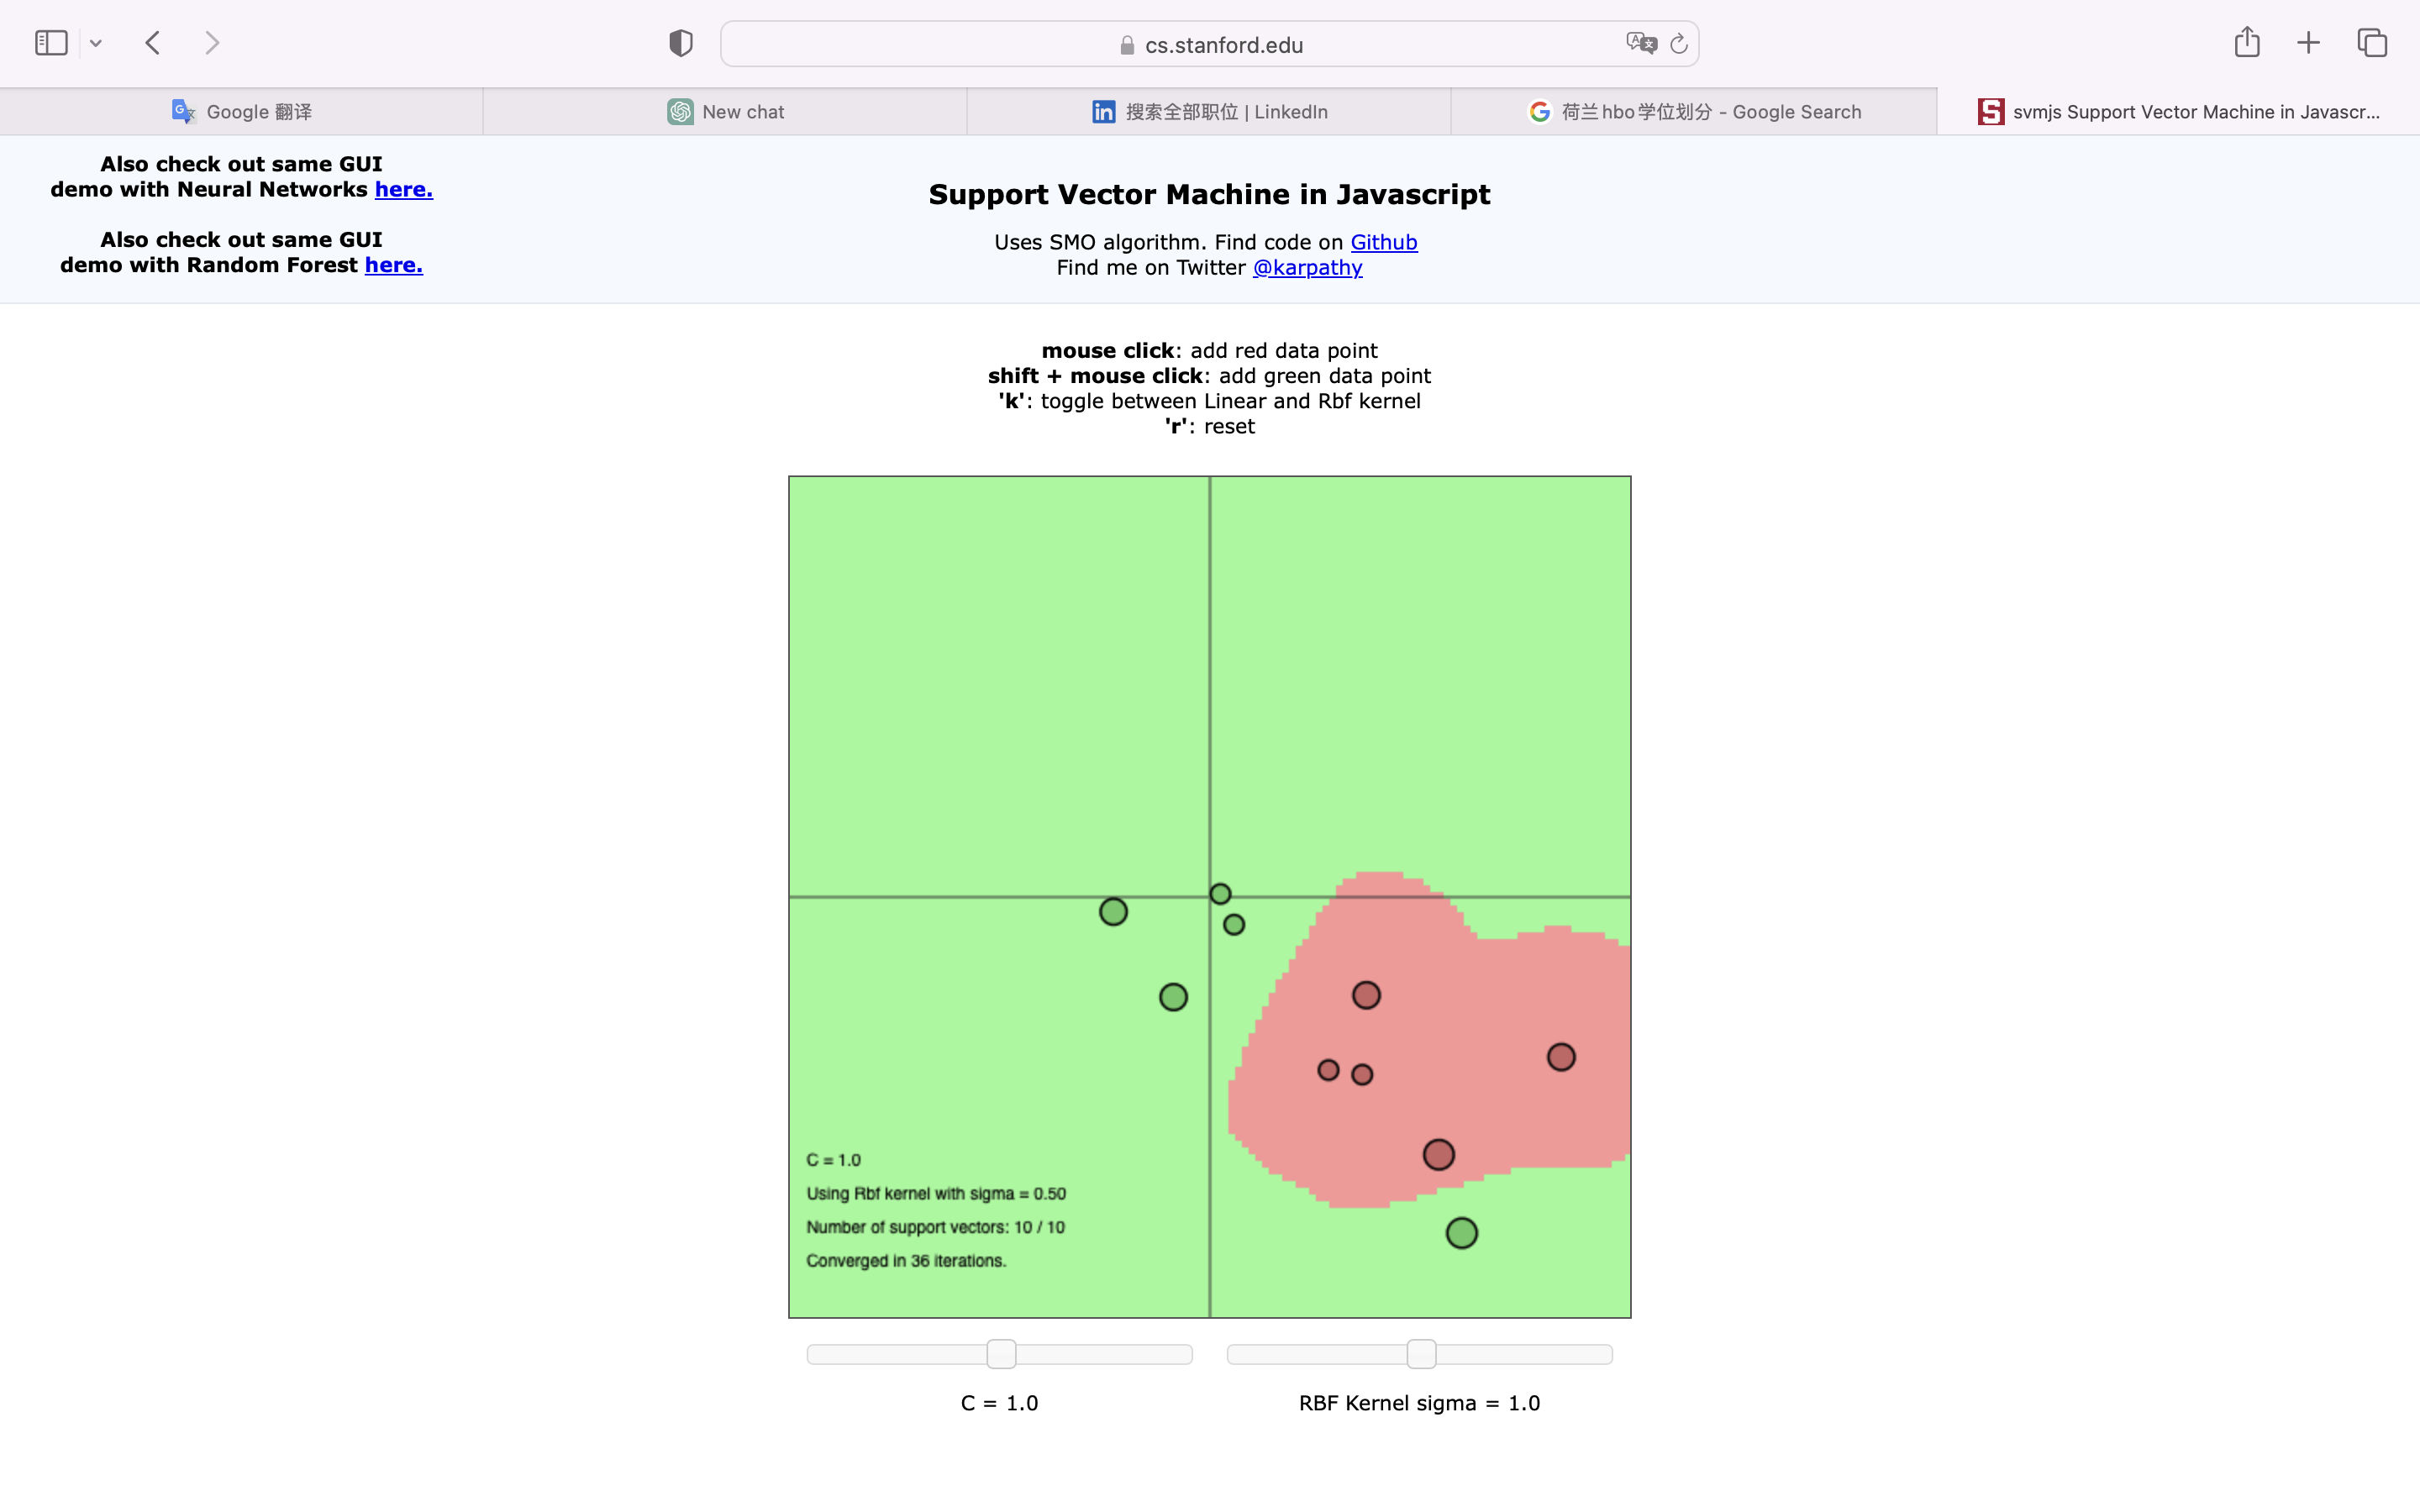 cs.stanford.edu
Google 翻译
New chat
搜索全部职位 | LinkedIn
荷兰hbo学位划分 - Google Search
svmjs Support Vector Machine in Javascr...
Also check out same GUI
demo with Neural Networks here.
Also check out same GUI
demo with Random Forest here.
Support Vector Machine in Javascript
Uses SMO algorithm. Find code on Github
Find me on Twitter @karpathy
mouse click: add red data point
shift + mouse click: add green data point
'k': toggle between Linear and Rbf kernel
'r': reset
C = 1.0
Using Rbf kernel with sigma = 0.50
Number of support vectors: 10 / 10
Converged in 36 iterations.
C = 1.0
RBF Kernel sigma = 1.0